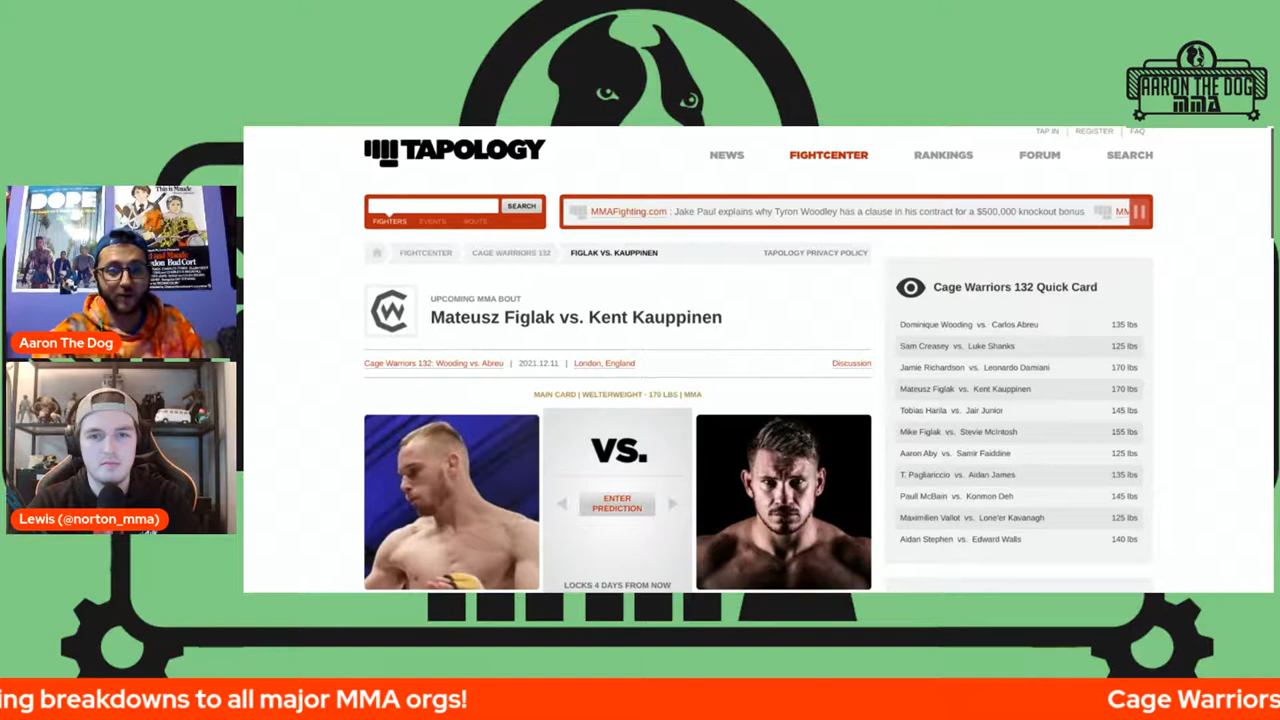 AARON THE DOG
MMA
TAP IN
REGISTER
FAQ
TAPOLOGY
NEWS
FIGHTCENTER
RANKINGS
FORUM
SEARCH
SEARCH
FIGHTERS
EVENTS
MMAFighting.com : Jake Paul explains why Tyron Woodley has a clause in his contract for a $500,000 knockout bonus
FIGHTCENTER
CAGE WARRIORS 132
FIGLAK VS. KAUPPINEN
TAPOLOGY PRIVACY POLICY
UPCOMING MMA BOUT
Mateusz Figlak vs. Kent Kauppinen
Cage Warriors 132: Wooding vs. Abreu | 2021.12.11 | London, England
Discussion
MAIN CARD | WELTERWEIGHT · 170 LBS | MMA
VS.
ENTER
PREDICTION
LOCKS 4 DAYS FROM NOW
Cage Warriors 132 Quick Card
Dominique Wooding vs. Carlos Abreu 135 lbs
Sam Creasey vs. Luke Shanks 125 lbs
Jamie Richardson vs. Leonardo Damiani 170 lbs
Mateusz Figlak vs. Kent Kauppinen 170 lbs
Tobias Harila vs. Jair Junior 145 lbs
Mike Figlak vs. Stevie McIntosh 155 lbs
Aaron Aby vs. Samir Faiddine 125 lbs
T. Pagliariccio vs. Aidan James 135 lbs
Paull McBain vs. Konmon Deh 145 lbs
Maximilien Vallot vs. Lone'er Kavanagh 125 lbs
Aidan Stephen vs. Edward Walls 140 lbs
DOPE
This is Maude
Bud Cort
Aaron The Dog
Lewis (@norton_mma)
ing breakdowns to all major MMA orgs!
Cage Warriors